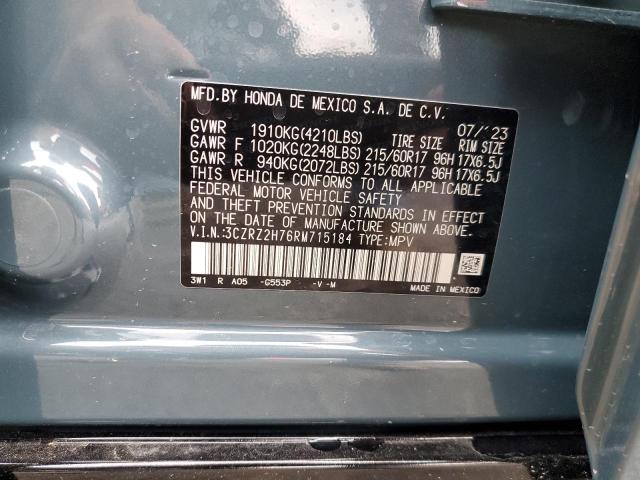 MFD. BY HONDA DE MEXICO S.A. DE C.V. 07/'23
GVWR 1910KG(4210LBS) TIRE SIZE RIM SIZE
GAWR F 1020KG(2248LBS) 215/60R17 96H 17X6.5J
GAWR R 940KG(2072LBS) 215/60R17 96H 17X6.5J
THIS VEHICLE CONFORMS TO ALL APPLICABLE
FEDERAL MOTOR VEHICLE SAFETY
AND THEFT PREVENTION STANDARDS IN EFFECT
ON THE DATE OF MANUFACTURE SHOWN ABOVE.
V.I.N.:3CZRZ2H76RM715184 TYPE:MPV
3W1 R A05 -G553P -V-M MADE IN MEXICO